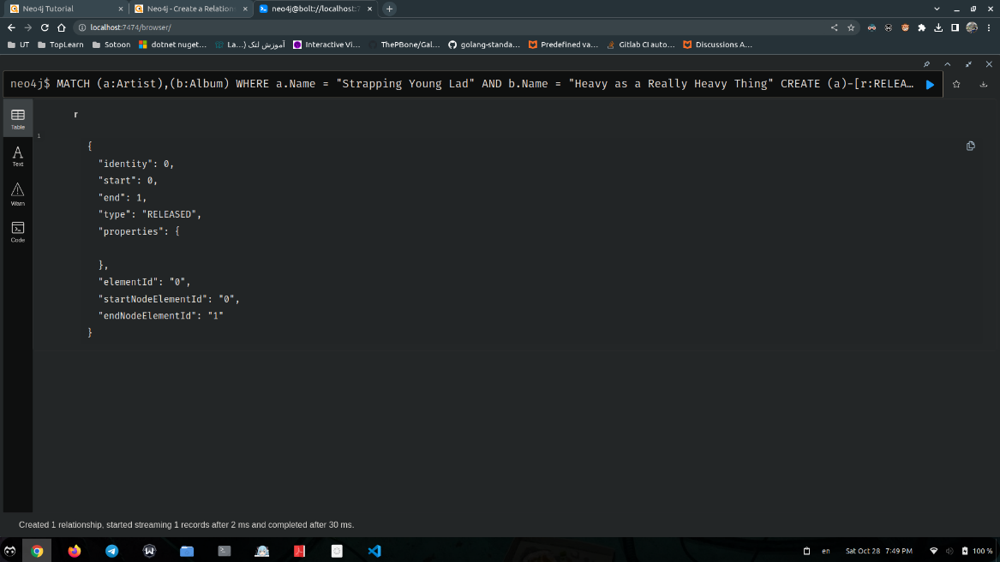 Neo4j Tutorial
Neo4j - Create a Relation
neo4j@bolt://localhost:7
localhost:7474/browser/
UT
TopLearn
Sotoon
dotnet nuget...
آموزش لتک (La...
Interactive Vi...
ThePBone/Gal...
golang-standa...
Predefined va...
Gitlab CI auto...
Discussions A...
neo4j$ MATCH (a:Artist),(b:Album) WHERE a.Name = "Strapping Young Lad" AND b.Name = "Heavy as a Really Heavy Thing" CREATE (a)-[r:RELEA...
Table
Text
Warn
Code
r
1
{
"identity": 0,
"start": 0,
"end": 1,
"type": "RELEASED",
"properties": {
},
"elementId": "0",
"startNodeElementId": "0",
"endNodeElementId": "1"
}
Created 1 relationship, started streaming 1 records after 2 ms and completed after 30 ms.
en
Sat Oct 28 7:49 PM
100 %